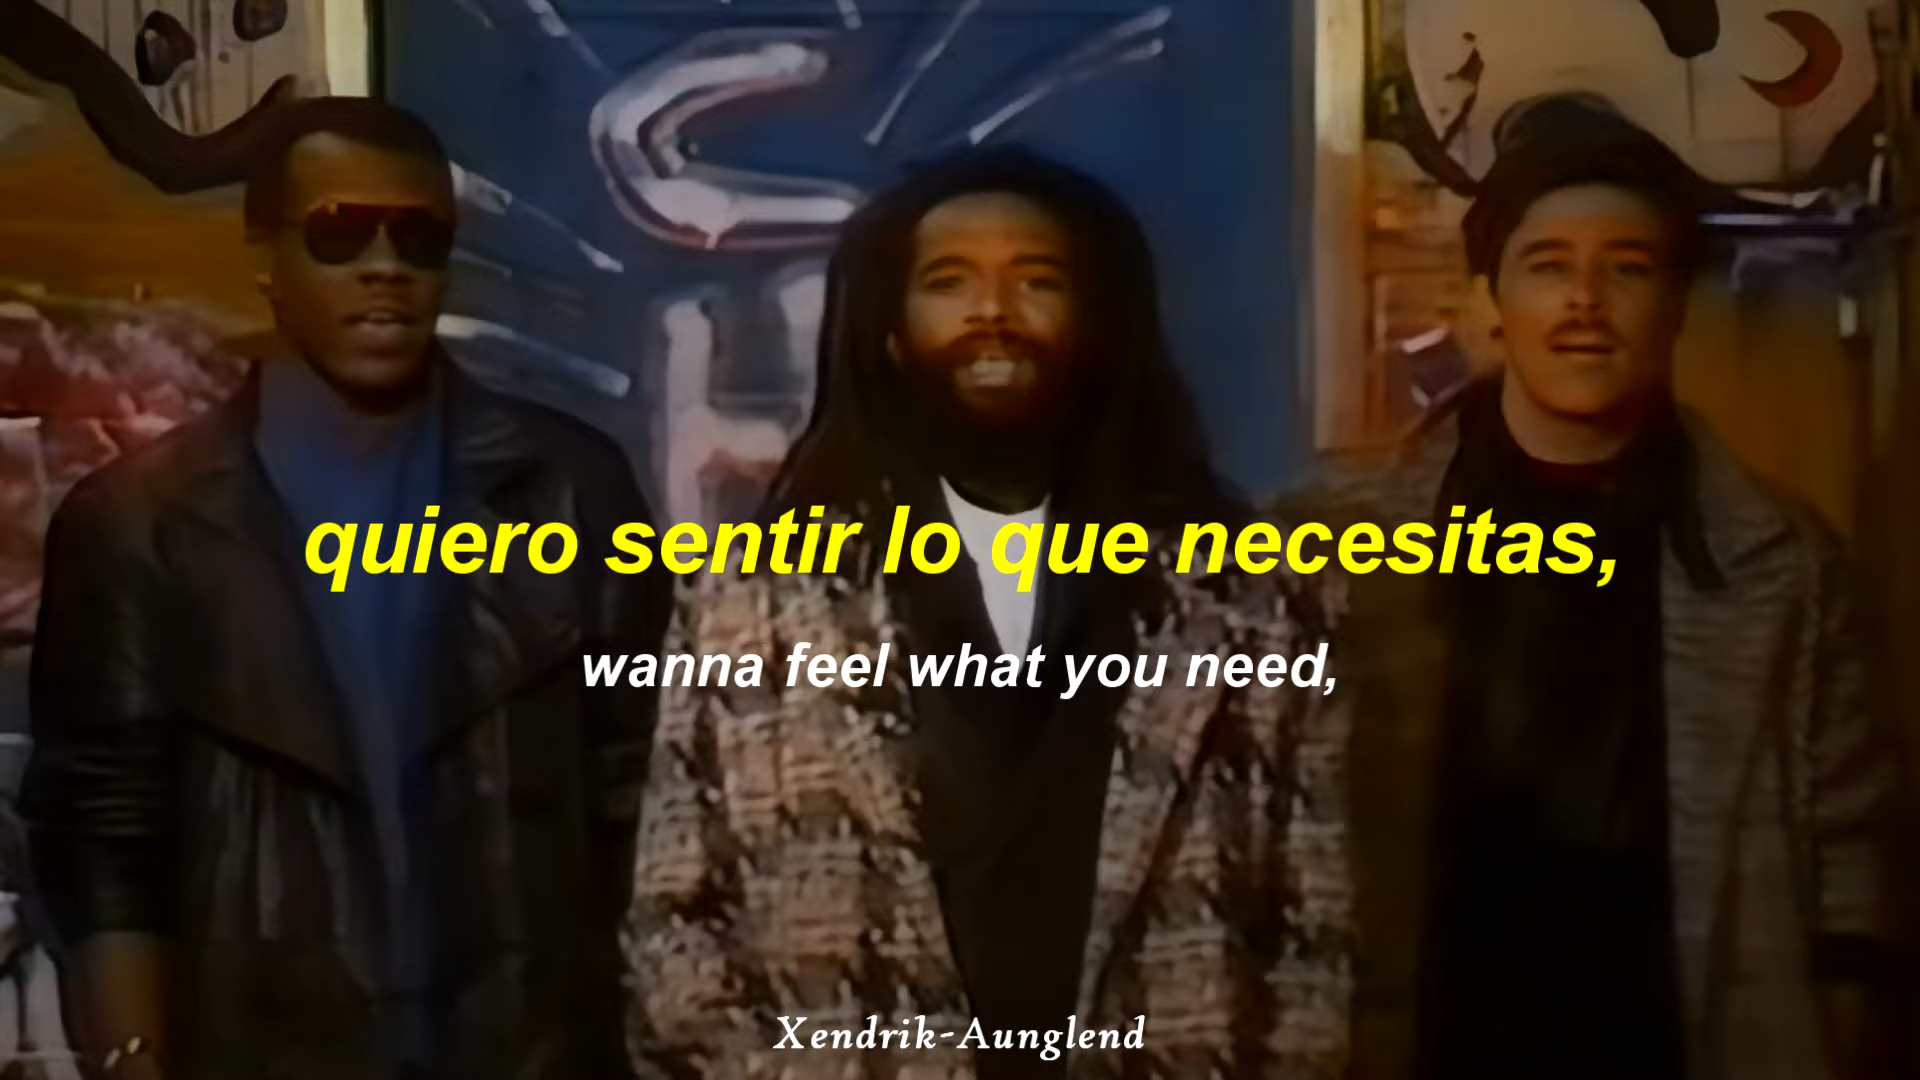 quiero sentir lo que necesitas,
wanna feel what you need,
Xendrik-Aunglend